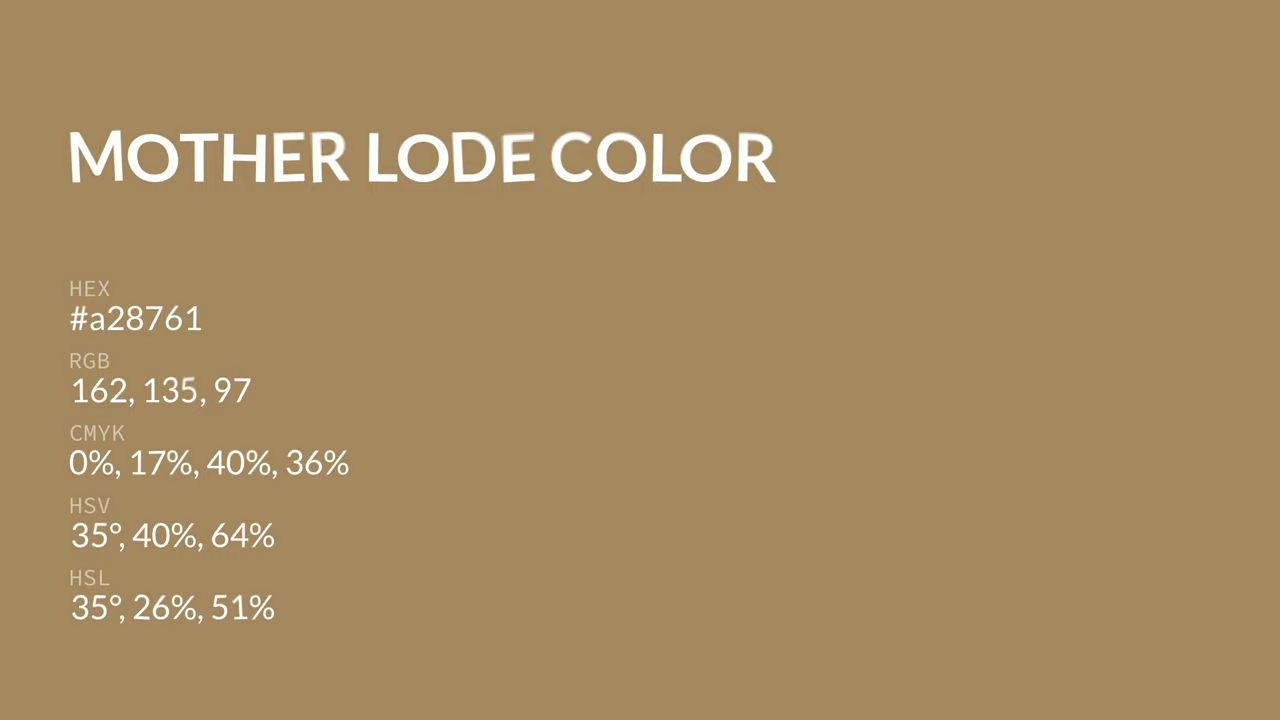 MOTHER LODE COLOR
HEX
#a28761
RGB
162, 135, 97
CMYK
0%, 17%, 40%, 36%
HSV
35°, 40%, 64%
HSL
35°, 26%, 51%